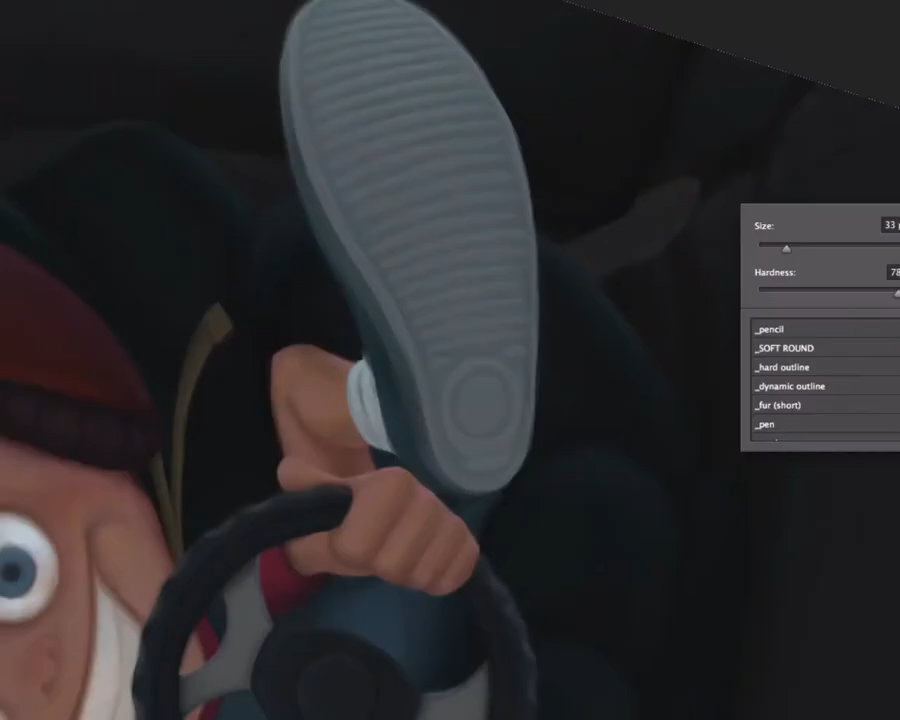 Size:
33
Hardness:
78
_pencil
_SOFT ROUND
_hard outline
_dynamic outline
_fur (short)
_pen